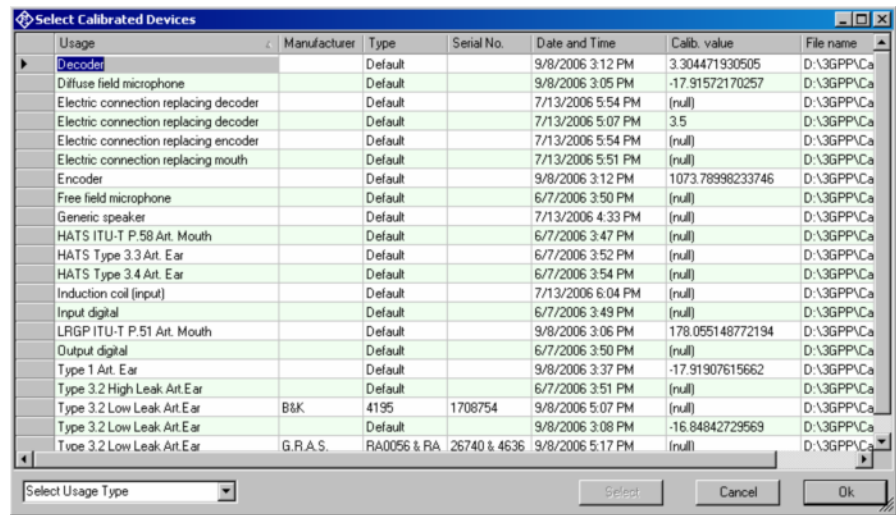 Select Calibrated Devices
Usage Manufacturer Type Serial No. Date and Time Calib. value File name
Decoder Default 9/8/2006 3:12 PM 3.304471930505 D:\3GPP\Ca
Diffuse field microphone Default 9/8/2006 3:05 PM -17.91572170257 D:\3GPP\Ca
Electric connection replacing decoder Default 7/13/2006 5:54 PM (null) D:\3GPP\Ca
Electric connection replacing decoder Default 7/13/2006 5:07 PM 3.5 D:\3GPP\Ca
Electric connection replacing encoder Default 7/13/2006 5:54 PM (null) D:\3GPP\Ca
Electric connection replacing mouth Default 7/13/2006 5:51 PM (null) D:\3GPP\Ca
Encoder Default 9/8/2006 3:12 PM 1073.78998233746 D:\3GPP\Ca
Free field microphone Default 6/7/2006 3:50 PM (null) D:\3GPP\Ca
Generic speaker Default 7/13/2006 4:33 PM (null) D:\3GPP\Ca
HATS ITU-T P.58 Art. Mouth Default 6/7/2006 3:47 PM (null) D:\3GPP\Ca
HATS Type 3.3 Art. Ear Default 6/7/2006 3:52 PM (null) D:\3GPP\Ca
HATS Type 3.4 Art. Ear Default 6/7/2006 3:54 PM (null) D:\3GPP\Ca
Induction coil (input) Default 7/13/2006 6:04 PM (null) D:\3GPP\Ca
Input digital Default 6/7/2006 3:49 PM (null) D:\3GPP\Ca
LRGP ITU-T P.51 Art. Mouth Default 9/8/2006 3:06 PM 178.055148772194 D:\3GPP\Ca
Output digital Default 6/7/2006 3:50 PM (null) D:\3GPP\Ca
Type 1 Art. Ear Default 9/8/2006 3:37 PM -17.91907615662 D:\3GPP\Ca
Type 3.2 High Leak Art.Ear Default 6/7/2006 3:51 PM (null) D:\3GPP\Ca
Type 3.2 Low Leak Art.Ear B&K 4195 1708754 9/8/2006 5:07 PM (null) D:\3GPP\Ca
Type 3.2 Low Leak Art.Ear Default 9/8/2006 3:08 PM -16.84842729569 D:\3GPP\Ca
Type 3.2 Low Leak Art.Ear G.R.A.S. RA0056 & RA 26740 & 4636 9/8/2006 5:17 PM (null) D:\3GPP\Ca
Select Usage Type Select Cancel Ok